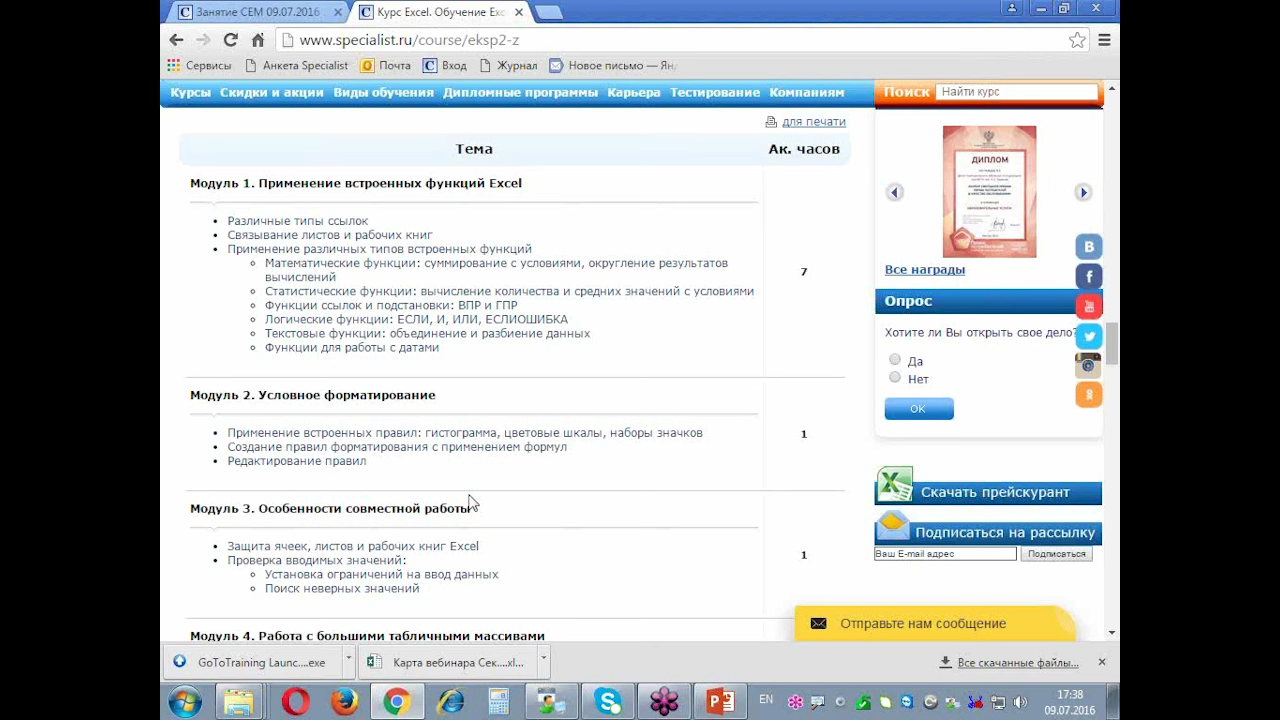 Занятие СЕМ 09.07.2016
Курс Excel. Обучение Exc
www.specialist.ru/course/eksp2-z
Сервисы
Анкета Specialist
Почта
Вход
Журнал
Новое письмо — Ян
Курсы
Скидки и акции
Виды обучения
Дипломные программы
Карьера
Тестирование
Компаниям
Поиск
Найти курс
для печати
Тема
Ак. часов
Модуль 1. Применение встроенных функций Excel
Различные типы ссылок
Связывание листов и рабочих книг
Применение различных типов встроенных функций
Математические функции: суммирование с условиями, округление результатов
вычислений
Статистические функции: вычисление количества и средних значений с условиями
Функции ссылок и подстановки: ВПР и ГПР
Логические функции: ЕСЛИ, И, ИЛИ, ЕСЛИОШИБКА
Текстовые функции: объединение и разбиение данных
Функции для работы с датами
7
Модуль 2. Условное форматирование
Применение встроенных правил: гистограмма, цветовые шкалы, наборы значков
Создание правил форматирования с применением формул
Редактирование правил
1
Модуль 3. Особенности совместной работы
Защита ячеек, листов и рабочих книг Excel
Проверка вводимых значений:
Установка ограничений на ввод данных
Поиск неверных значений
1
Модуль 4. Работа с большими табличными массивами
ДИПЛОМ
Все награды
Опрос
Хотите ли Вы открыть свое дело?
Да
Нет
OK
Скачать прейскурант
Подписаться на рассылку
Ваш E-mail адрес
Подписаться
Отправьте нам сообщение
GoToTraining Launc....exe
Карта вебинара Сек....xl...
Все скачанные файлы...
EN
17:38
09.07.2016